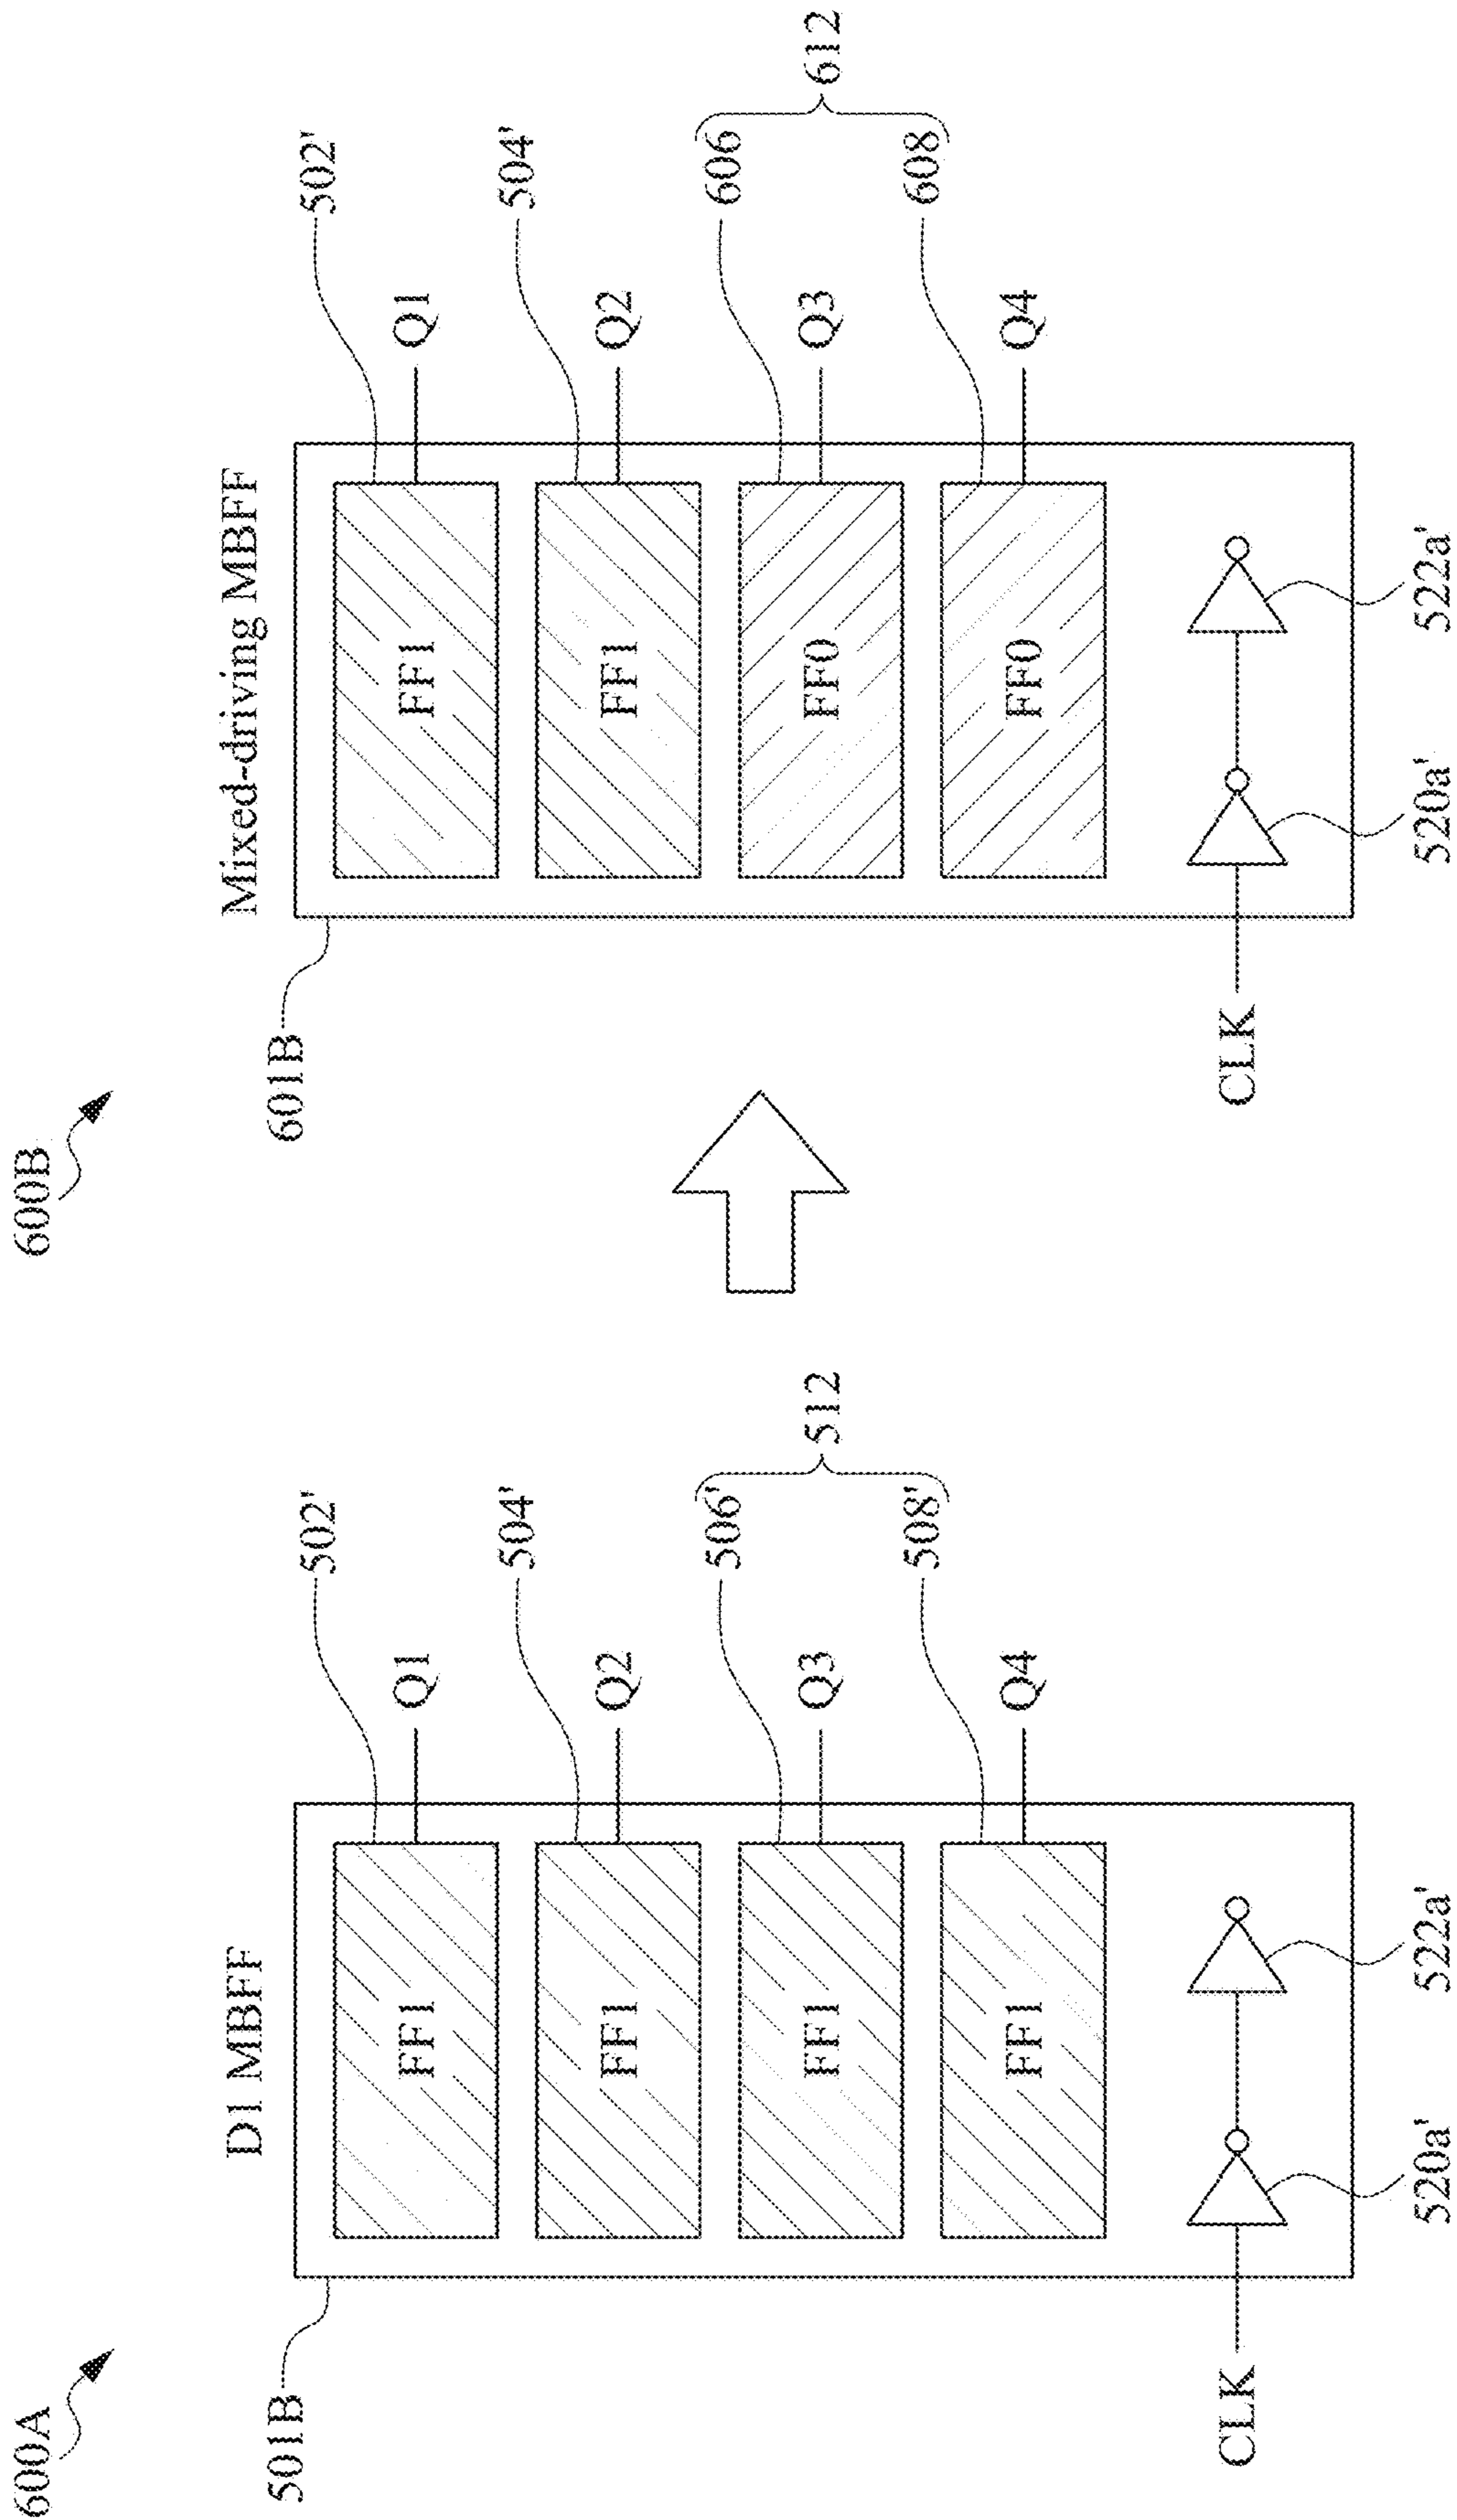 600A
D1 MBFF
501B
FF1
Q1
502'
FF1
Q2
504'
FF1
Q3
506'
FF1
Q4
508'
512
CLK
520a'
522a'
600B
Mixed-driving MBFF
601B
FF1
Q1
502'
FF1
Q2
504'
FF0
Q3
606
FF0
Q4
608
612
CLK
520a'
522a'